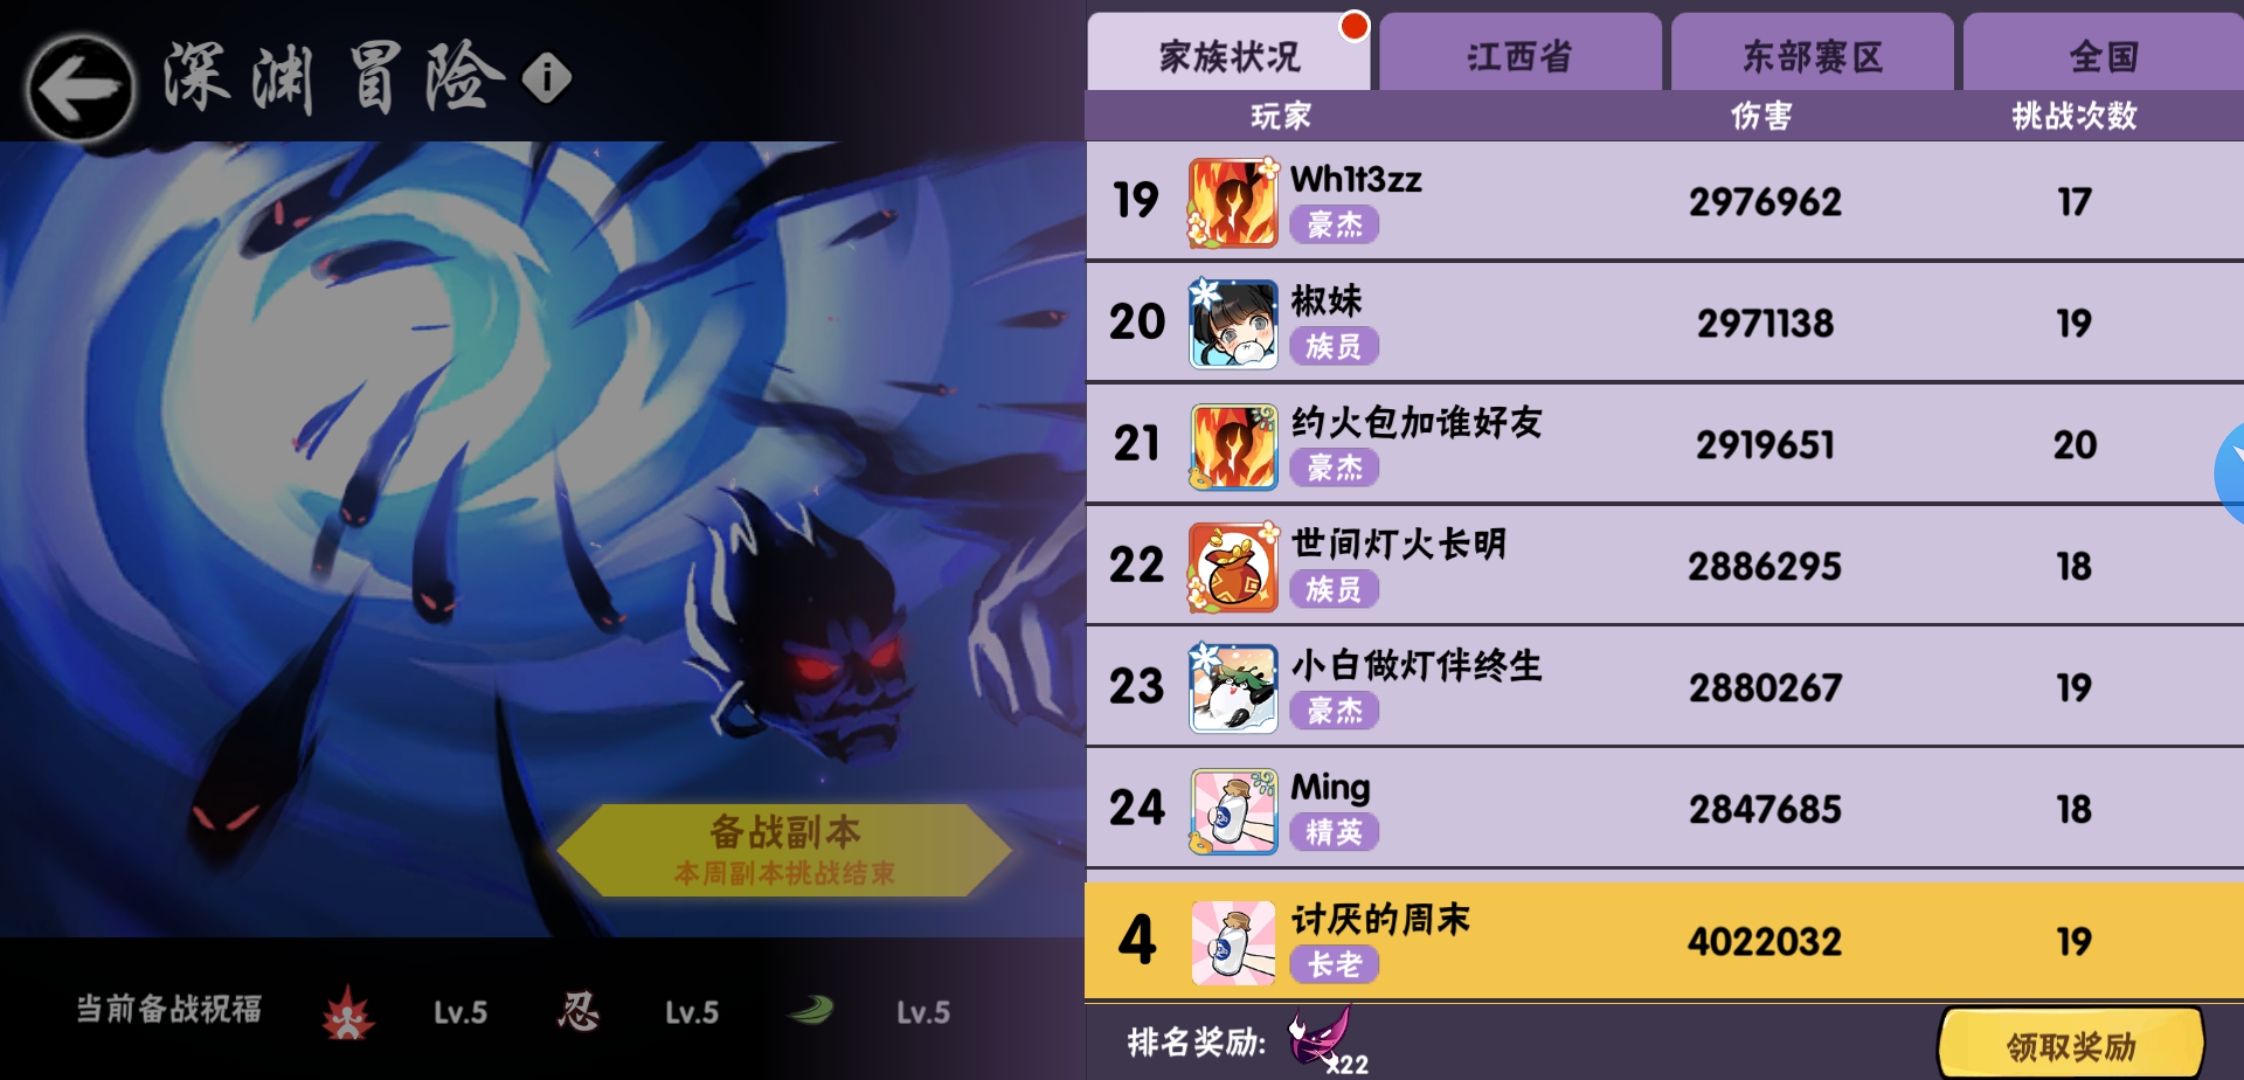 深渊冒险
家族状况 江西省 东部赛区 全国
玩家 伤害 挑战次数
19 Wh1t3zz 2976962 17
豪杰
20 椒妹 2971138 19
族员
21 约火包加谁好友 2919651 20
豪杰
22 世间灯火长明 2886295 18
族员
23 小白做灯伴终生 2880267 19
豪杰
24 Ming 2847685 18
精英
4 讨厌的周末 4022032 19
长老
备战副本
本周副本挑战结束
当前备战祝福 Lv.5 忍 Lv.5 Lv.5
排名奖励: x22 领取奖励